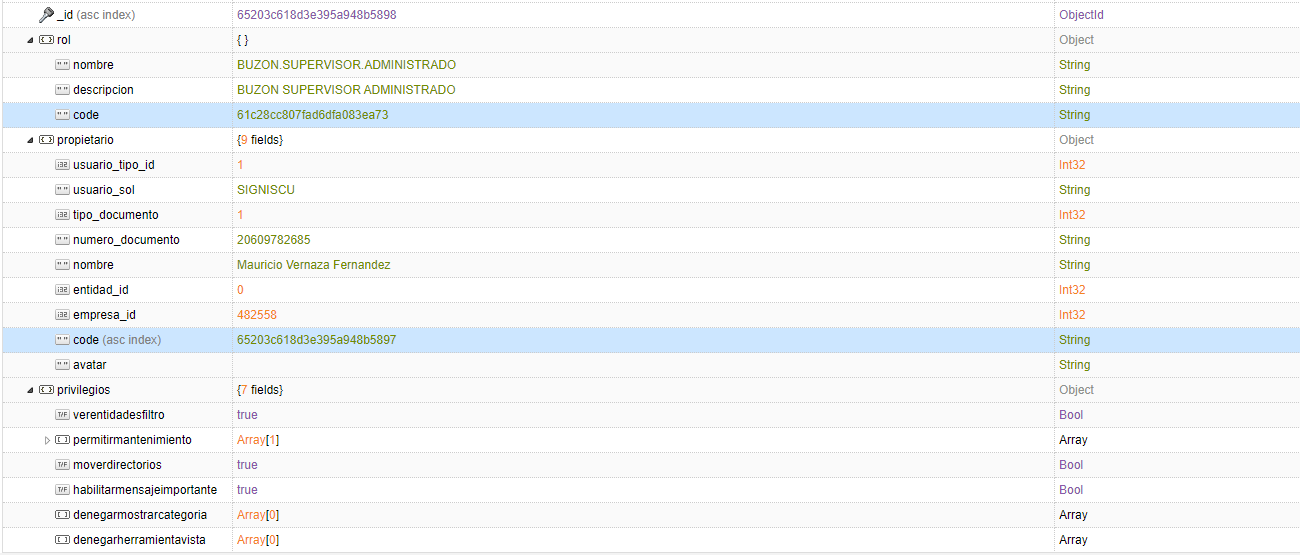 _id (asc index) 65203c618d3e395a948b5898 ObjectId
rol { } Object
" " nombre BUZON.SUPERVISOR.ADMINISTRADO String
" " descripcion BUZON SUPERVISOR ADMINISTRADO String
" " code 61c28cc807fad6dfa083ea73 String
propietario {9 fields} Object
i32 usuario_tipo_id 1 Int32
" " usuario_sol SIGNISCU String
i32 tipo_documento 1 Int32
" " numero_documento 20609782685 String
" " nombre Mauricio Vernaza Fernandez String
i32 entidad_id 0 Int32
i32 empresa_id 482558 Int32
" " code (asc index) 65203c618d3e395a948b5897 String
" " avatar String
privilegios {7 fields} Object
T/F verentidadesfiltro true Bool
permitirmantenimiento Array[1] Array
T/F moverdirectorios true Bool
T/F habilitarmensajeimportante true Bool
denegarmostrarcategoria Array[0] Array
denegarherramientavista Array[0] Array